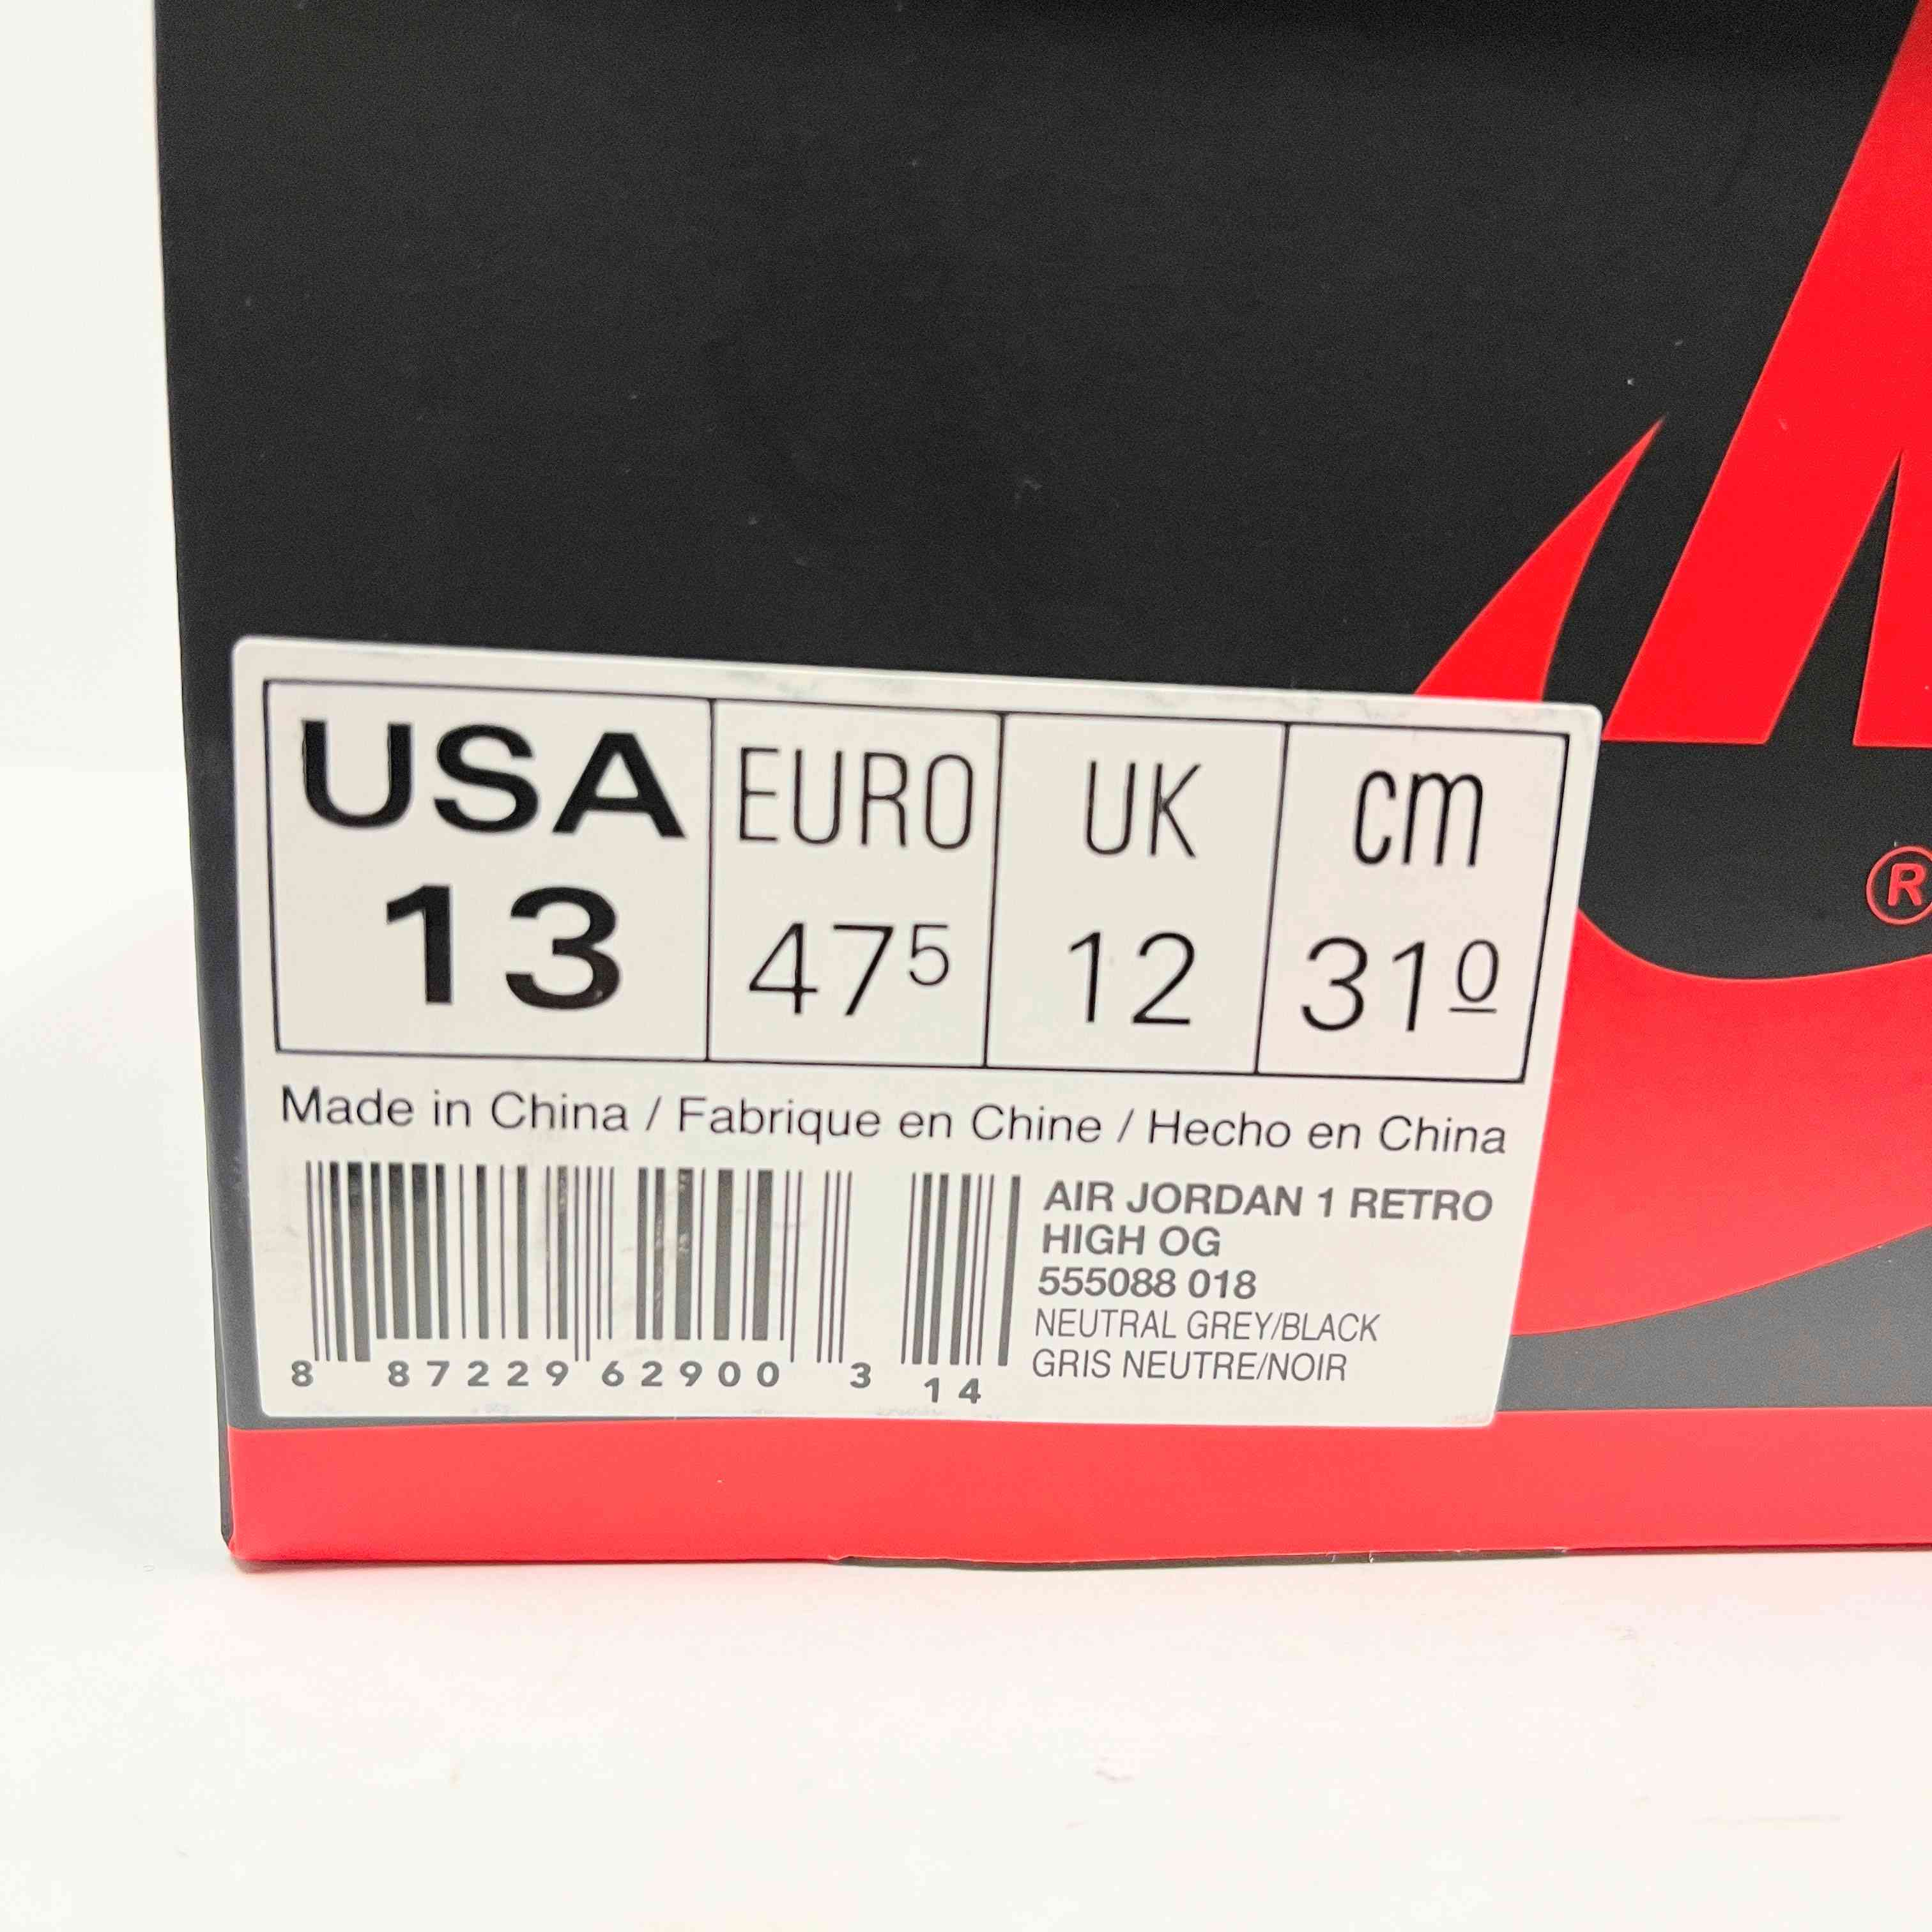 USA EURO UK cm
13 47⁵ 12 31º
Made in China / Fabrique en Chine / Hecho en China
AIR JORDAN 1 RETRO
HIGH OG
555088 018
NEUTRAL GREY/BLACK
GRIS NEUTRE/NOIR
8 87229 62900 3 14
®